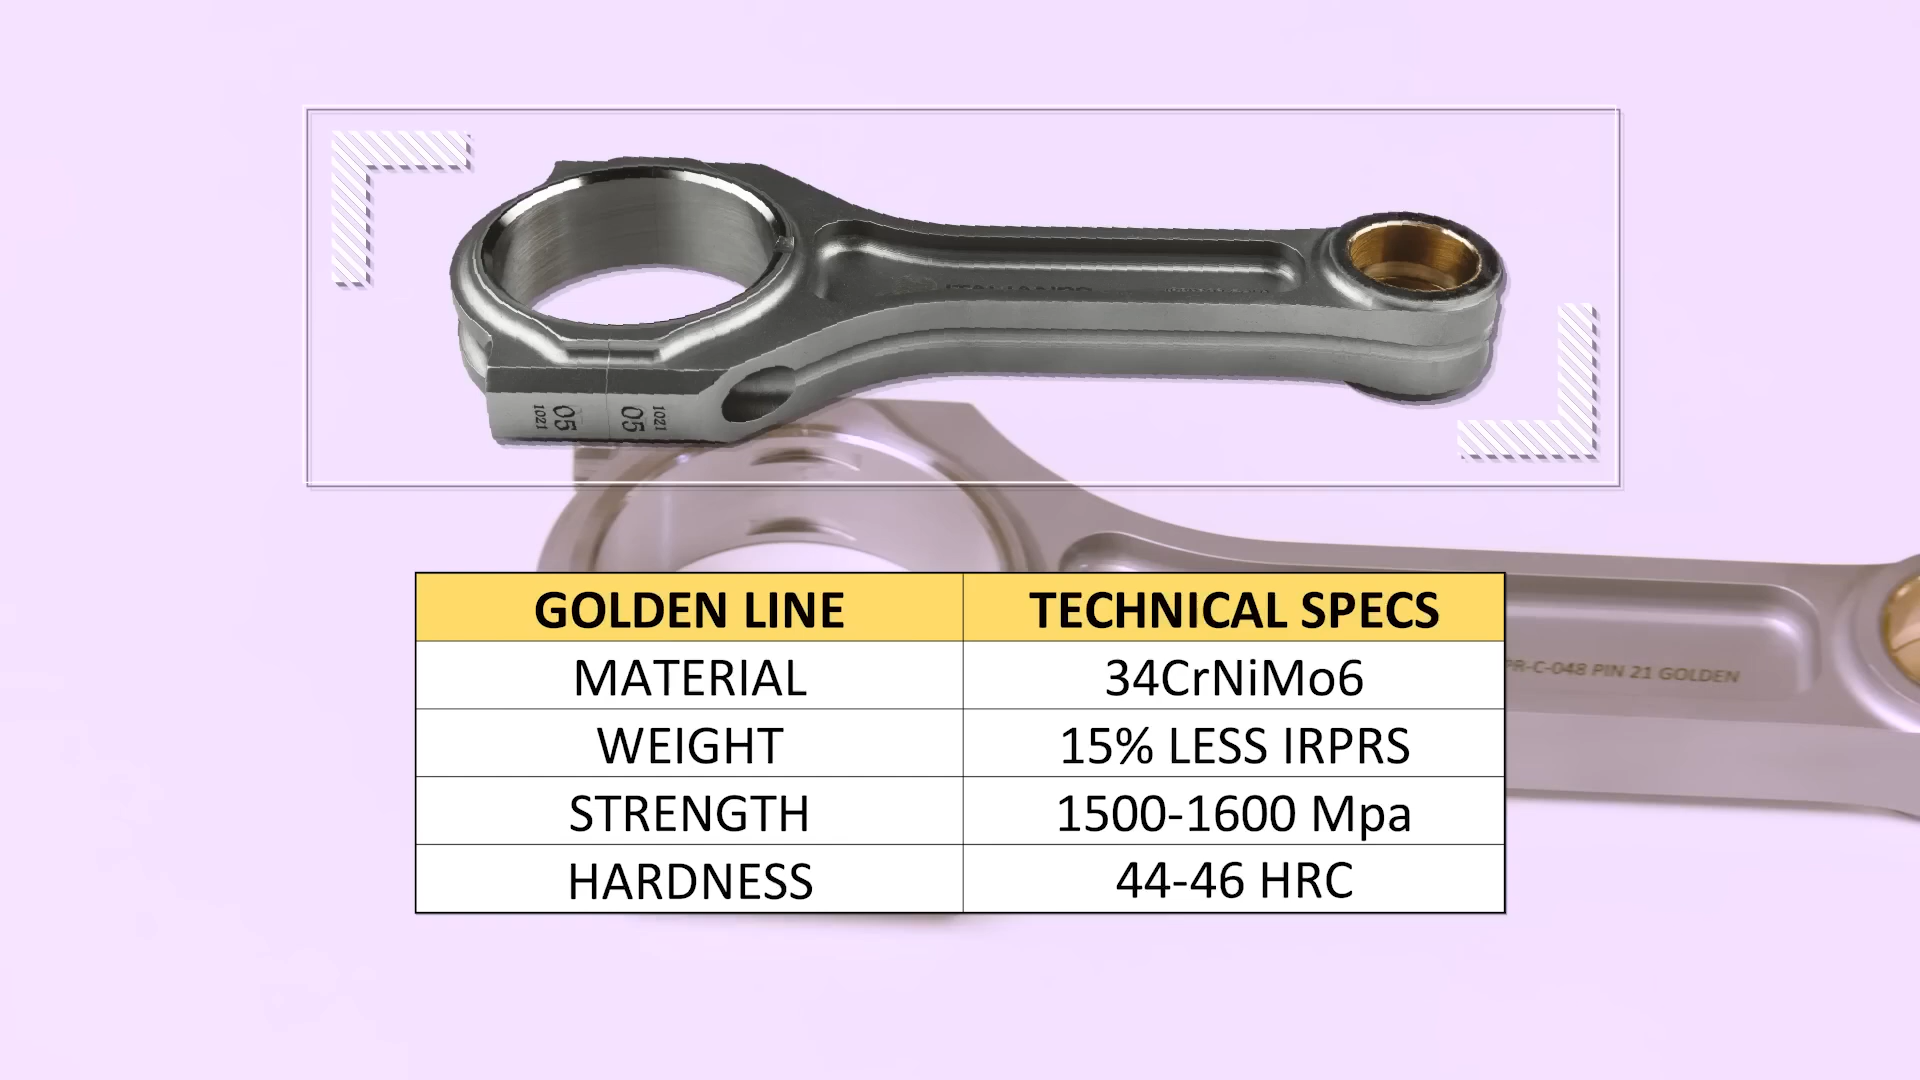 1021
05
05
1021
GOLDEN LINE TECHNICAL SPECS
MATERIAL 34CrNiMo6
WEIGHT 15% LESS IRPRS
STRENGTH 1500-1600 Mpa
HARDNESS 44-46 HRC
PR-C-048 PIN 21 GOLDEN